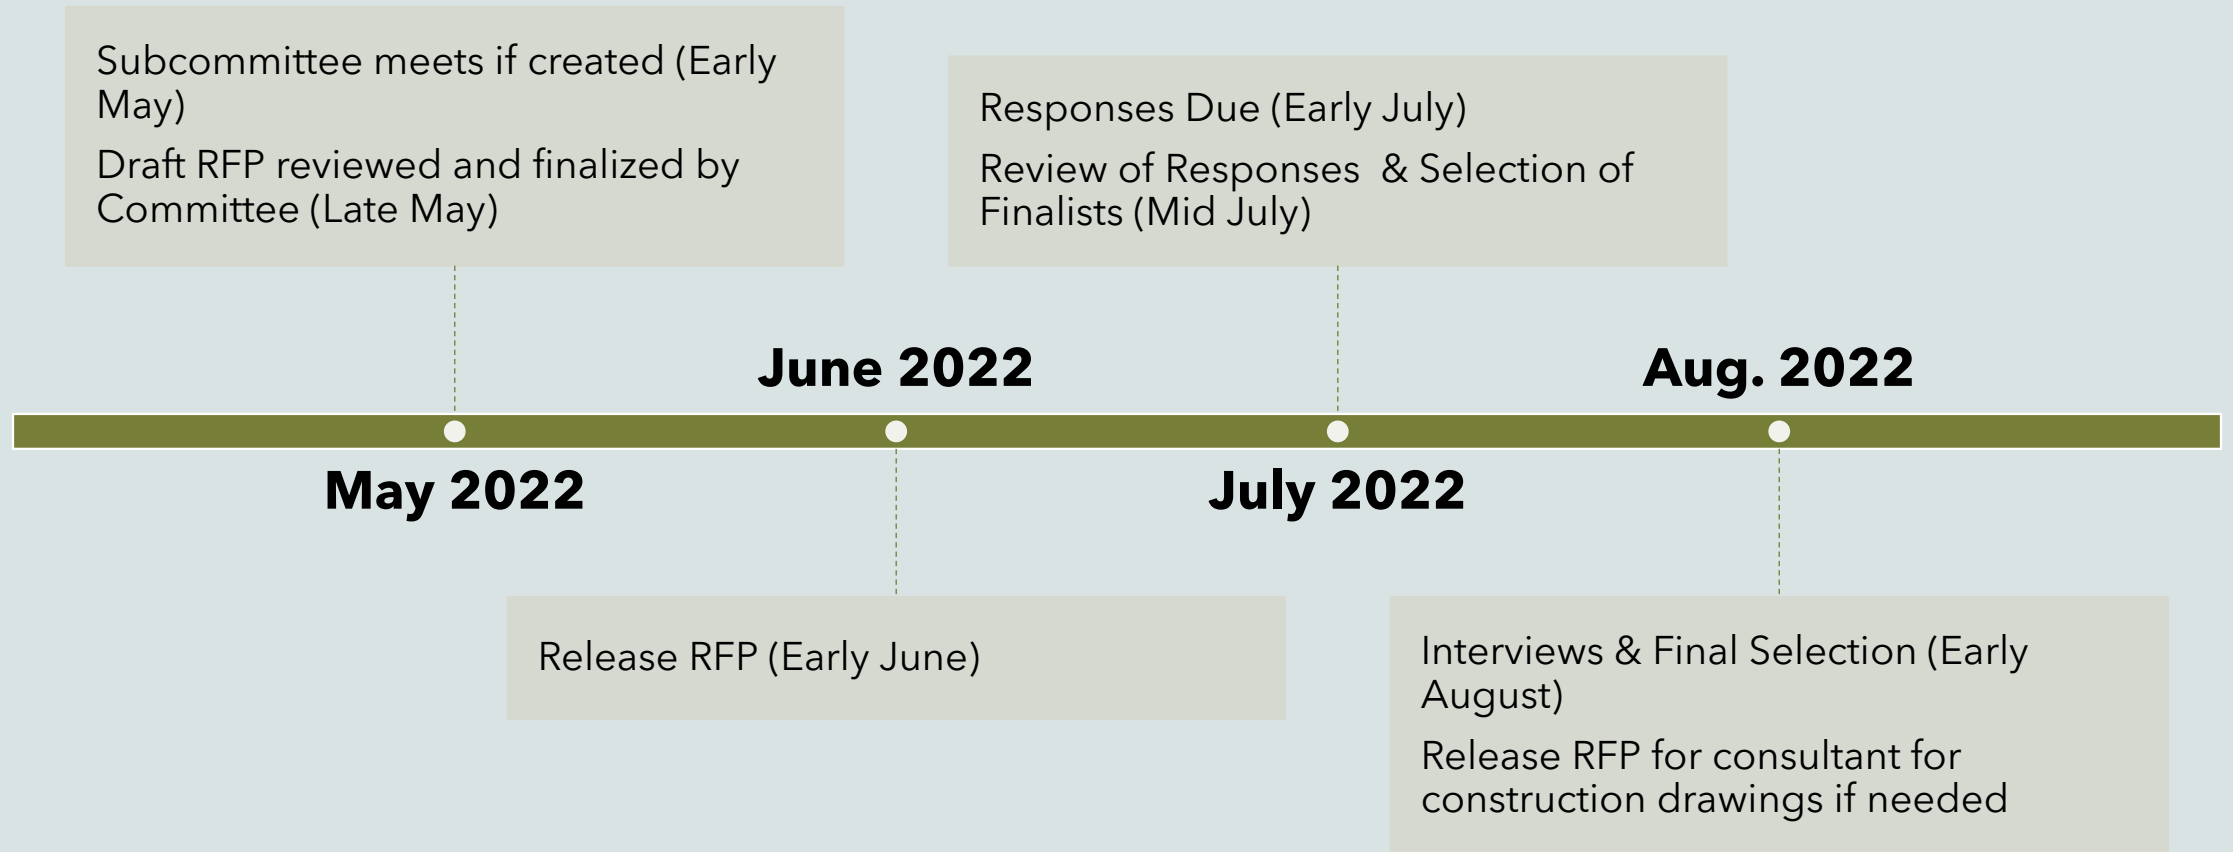 Subcommittee meets if created (Early
May)
Draft RFP reviewed and finalized by
Committee (Late May)
Responses Due (Early July)
Review of Responses  & Selection of
Finalists (Mid July)
June 2022
Aug. 2022
May 2022
July 2022
Release RFP (Early June)
Interviews & Final Selection (Early
August)
Release RFP for consultant for
construction drawings if needed